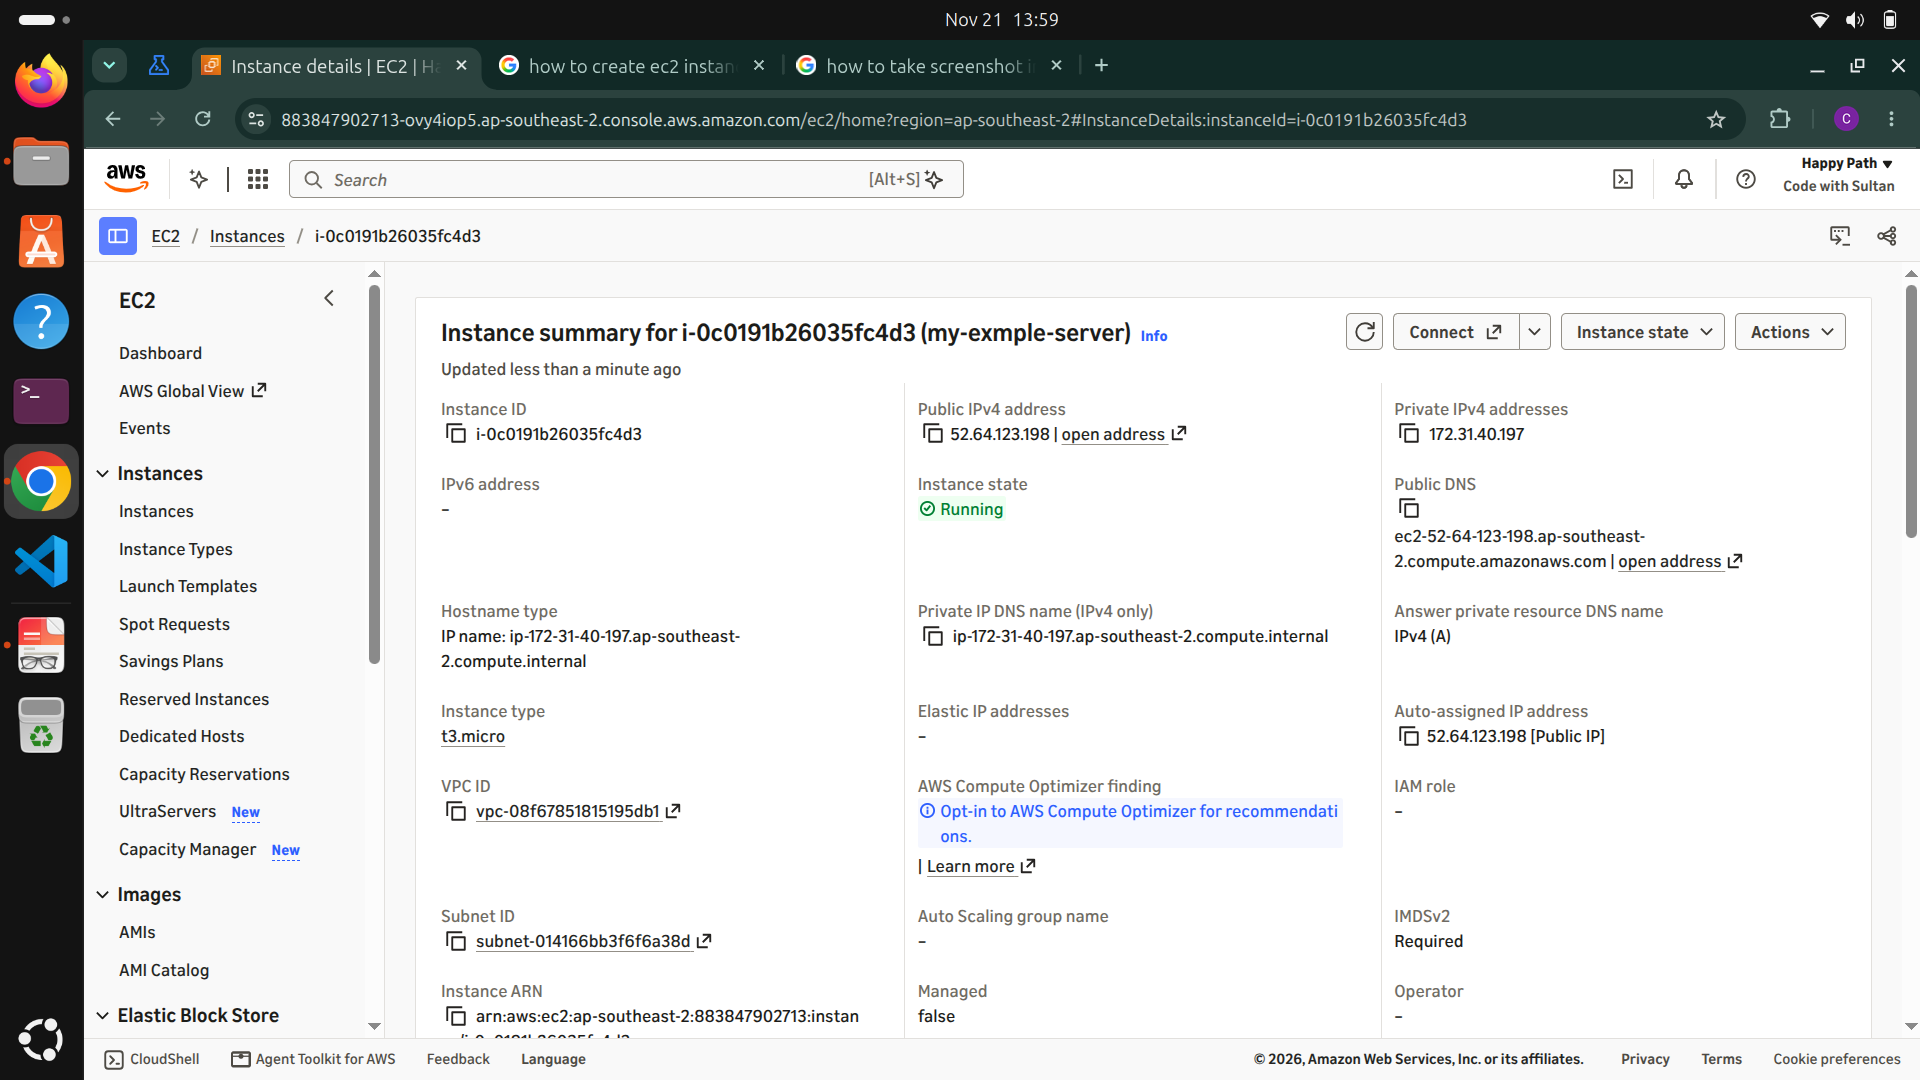 Nov 21 13:59
Instance details | EC2 | Ha
how to create ec2 instan
how to take screenshot i
883847902713-ovy4iop5.ap-southeast-2.console.aws.amazon.com/ec2/home?region=ap-southeast-2#InstanceDetails:instanceId=i-0c0191b26035fc4d3
C
aws
Search
[Alt+S]
Happy Path
Code with Sultan
EC2 / Instances / i-0c0191b26035fc4d3
EC2
Dashboard
AWS Global View
Events
Instances
Instances
Instance Types
Launch Templates
Spot Requests
Savings Plans
Reserved Instances
Dedicated Hosts
Capacity Reservations
UltraServers New
Capacity Manager New
Images
AMIs
AMI Catalog
Elastic Block Store
Instance summary for i-0c0191b26035fc4d3 (my-exmple-server) Info
Updated less than a minute ago
Connect
Instance state
Actions
Instance ID
i-0c0191b26035fc4d3
Public IPv4 address
52.64.123.198 | open address
Private IPv4 addresses
172.31.40.197
IPv6 address
–
Instance state
Running
Public DNS
ec2-52-64-123-198.ap-southeast-
2.compute.amazonaws.com | open address
Hostname type
IP name: ip-172-31-40-197.ap-southeast-
2.compute.internal
Private IP DNS name (IPv4 only)
ip-172-31-40-197.ap-southeast-2.compute.internal
Answer private resource DNS name
IPv4 (A)
Instance type
t3.micro
Elastic IP addresses
–
Auto-assigned IP address
52.64.123.198 [Public IP]
VPC ID
vpc-08f67851815195db1
AWS Compute Optimizer finding
Opt-in to AWS Compute Optimizer for recommendati
ons.
| Learn more
IAM role
–
Subnet ID
subnet-014166bb3f6f6a38d
Auto Scaling group name
–
IMDSv2
Required
Instance ARN
arn:aws:ec2:ap-southeast-2:883847902713:instan
Managed
false
Operator
–
CloudShell
Agent Toolkit for AWS
Feedback
Language
© 2026, Amazon Web Services, Inc. or its affiliates.
Privacy
Terms
Cookie preferences